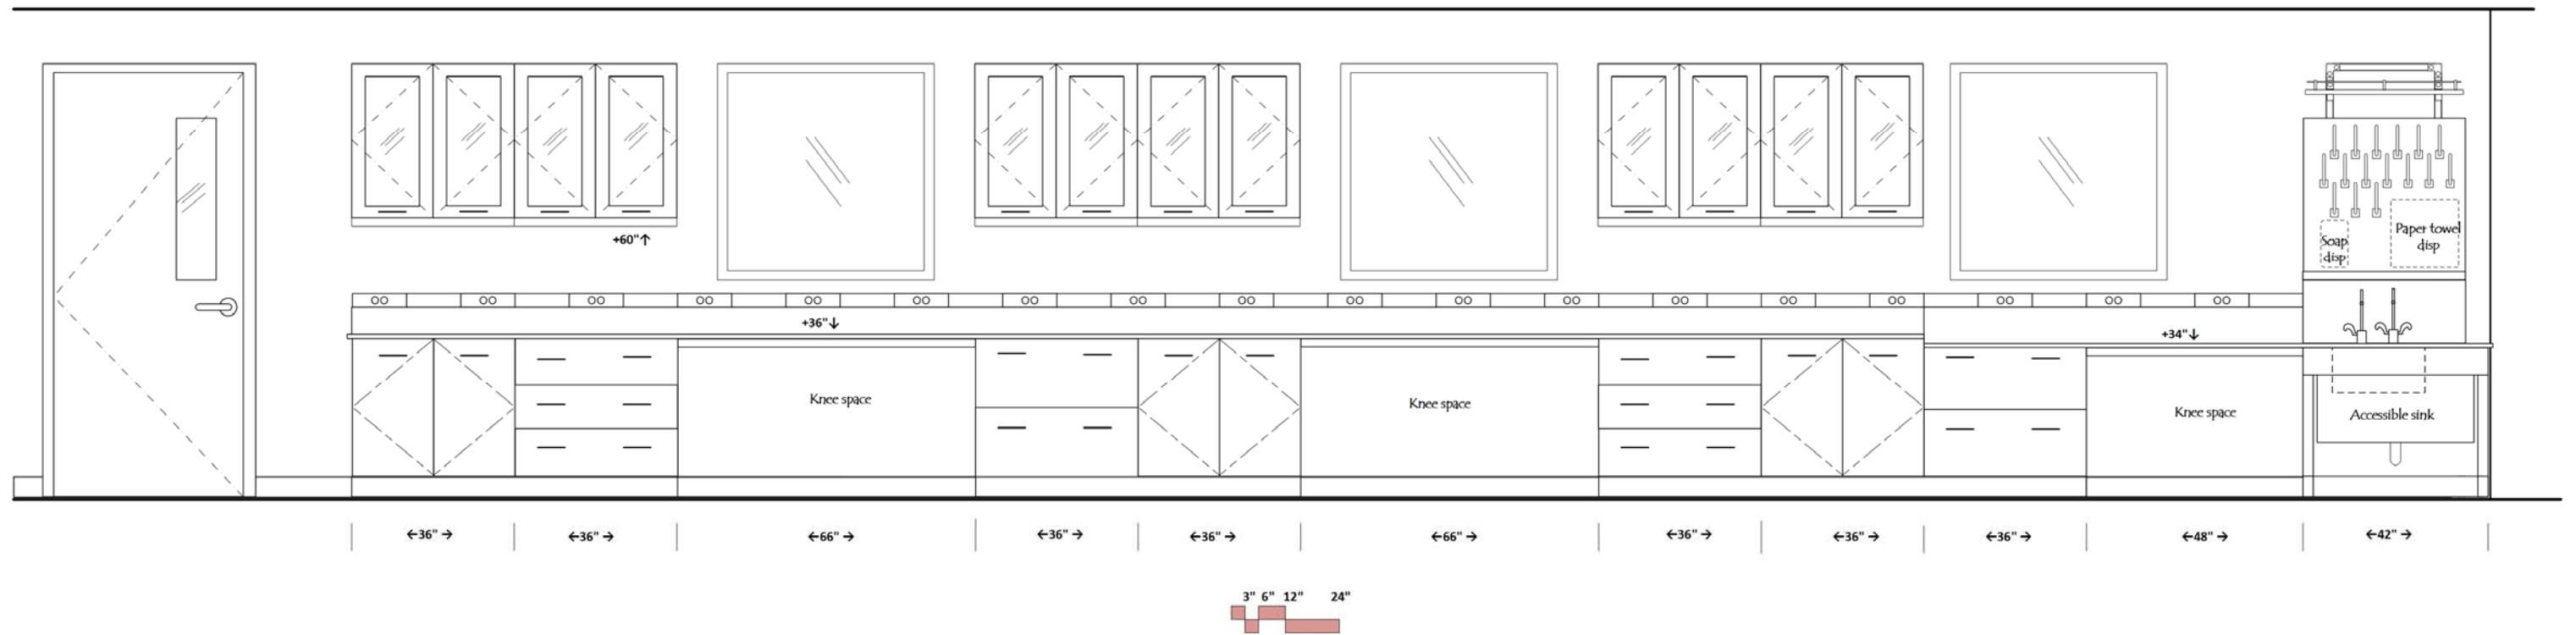 +60"↑
Soap
disp
Paper towel
disp
+36"↓
+34"↓
Knee space
Knee space
Knee space
Accessible sink
←36" →
←36" →
←66" →
←36" →
←36" →
←66" →
←36" →
←36" →
←36" →
←48" →
←42" →
3" 6" 12" 24"